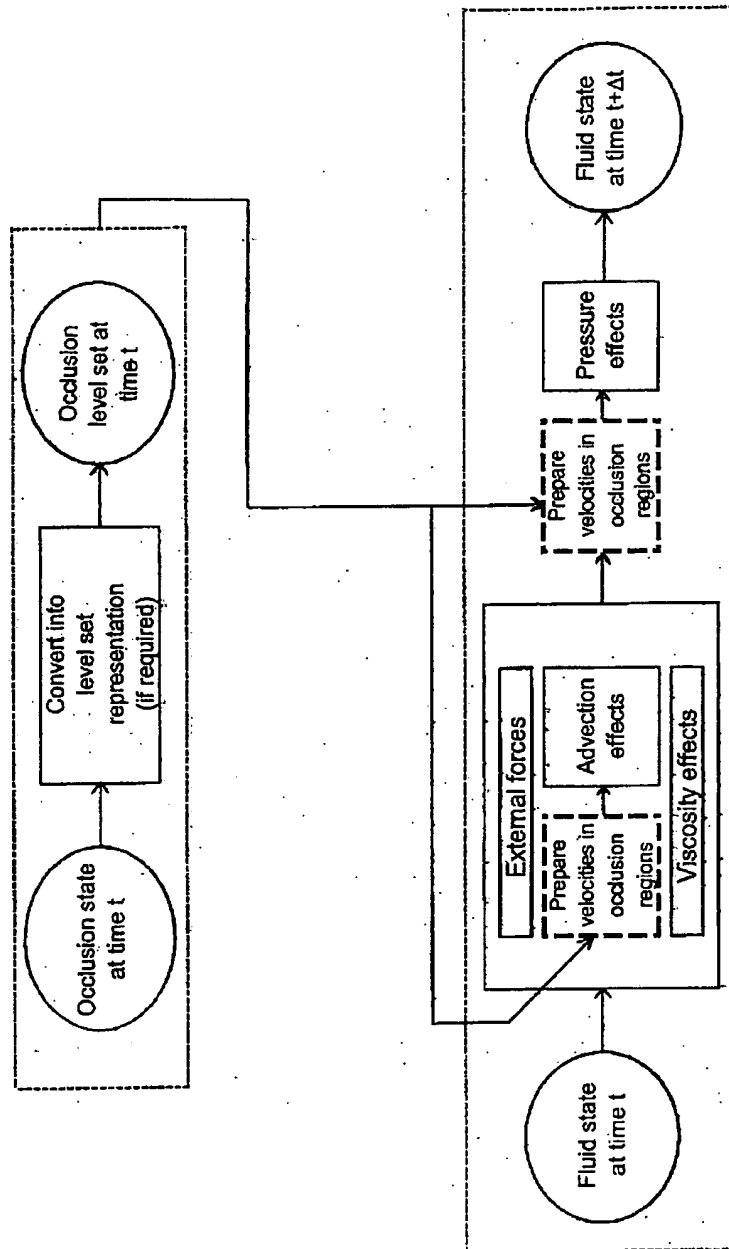 Occlusion state
at time t
Convert into
level set
representation
(if required)
Occlusion
level set at
time t
Fluid state
at time t
External forces
Prepare
velocities in
occlusion
regions
Advection
effects
Viscosity effects
Prepare
velocities in
occlusion
regions
Pressure
effects
Fluid state
at time t+Δt